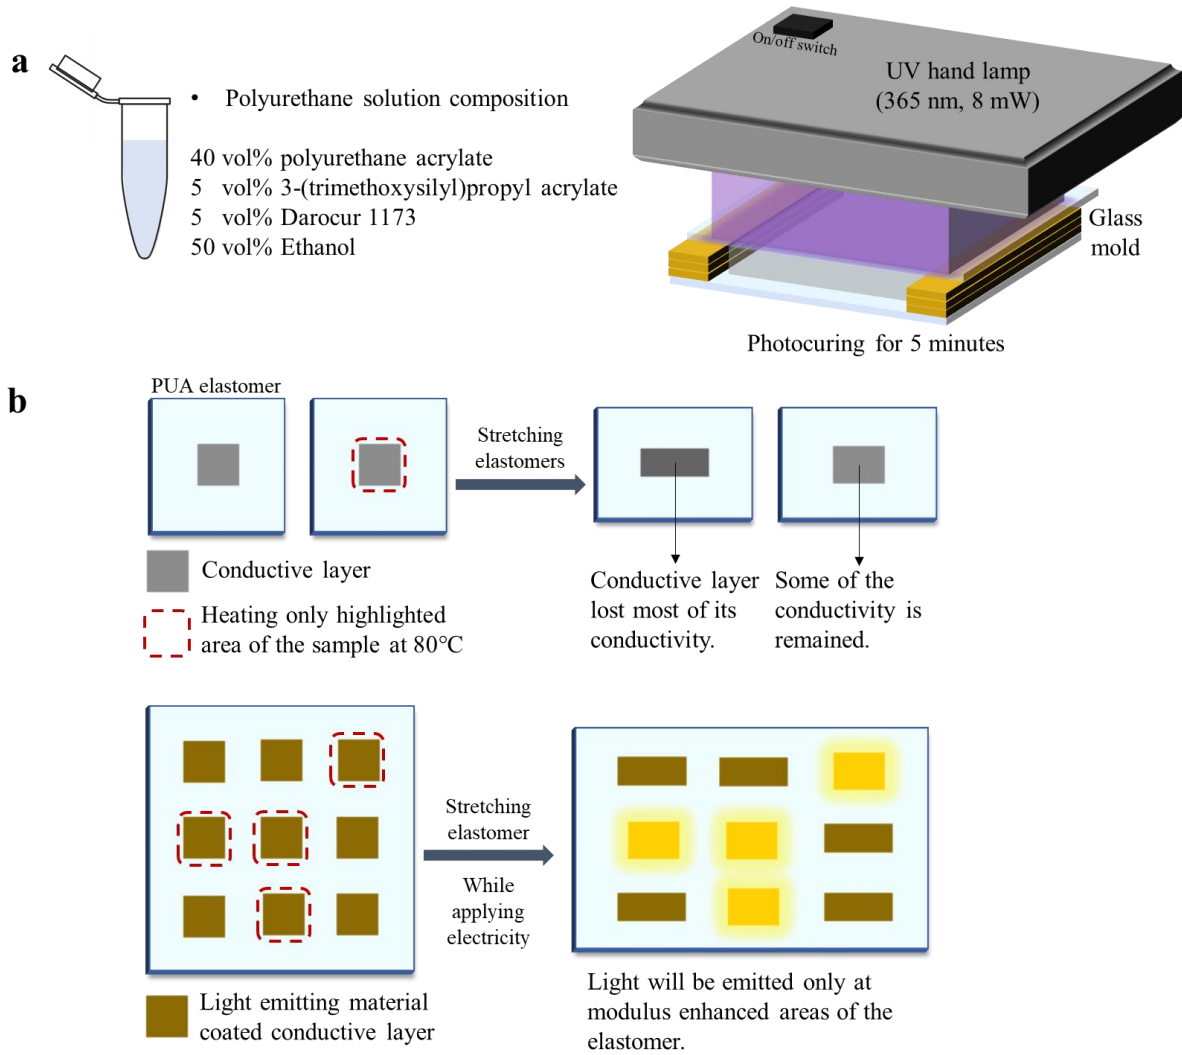 a
• Polyurethane solution composition
40 vol% polyurethane acrylate
5 vol% 3-(trimethoxysilyl)propyl acrylate
5 vol% Darocur 1173
50 vol% Ethanol
On/off switch
UV hand lamp
(365 nm, 8 mW)
Glass
mold
Photocuring for 5 minutes
b
PUA elastomer
Stretching
elastomers
Conductive layer
Heating only highlighted
area of the sample at 80°C
Conductive layer
lost most of its
conductivity.
Some of the
conductivity is
remained.
Stretching
elastomer
While
applying
electricity
Light emitting material
coated conductive layer
Light will be emitted only at
modulus enhanced areas of the
elastomer.